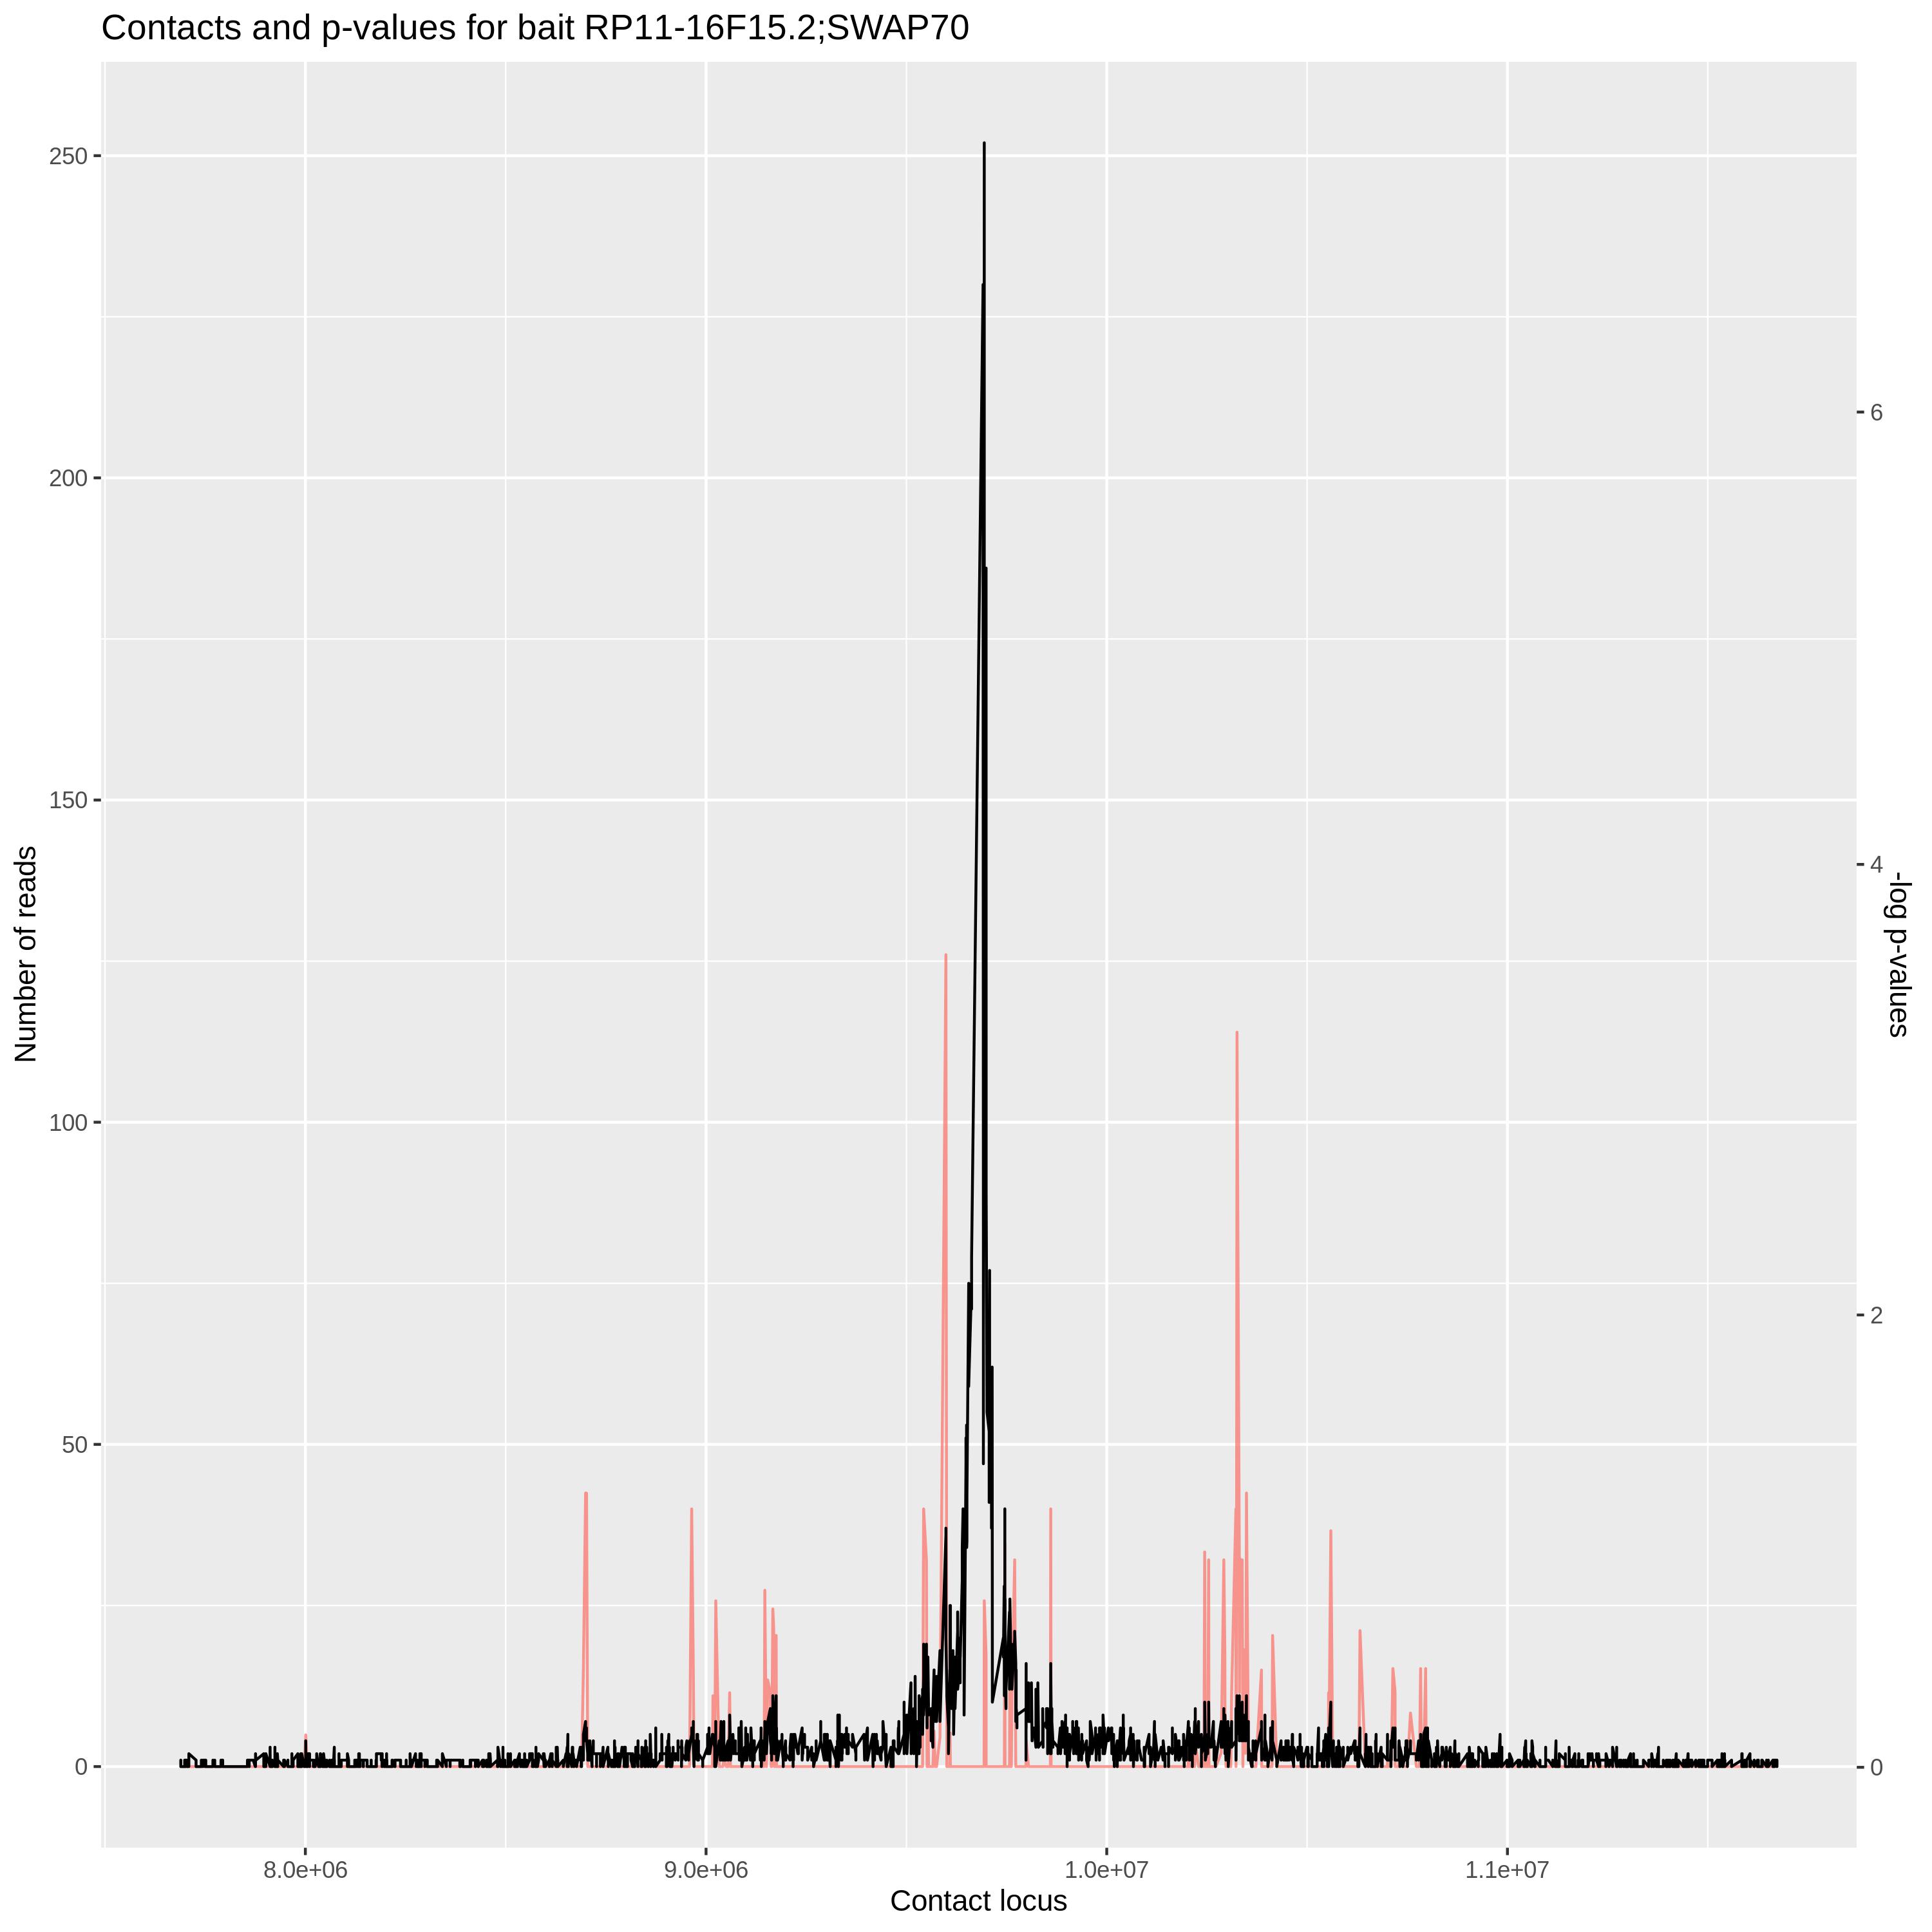 Contacts and p-values for bait RP11-16F15.2;SWAP70
250
200
150
100
50
0
Number of reads
6
4
2
0
-log p-values
8.0e+06 9.0e+06 1.0e+07 1.1e+07
Contact locus